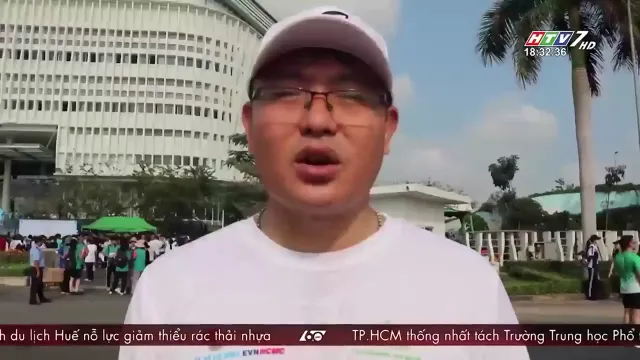 HTV7 HD
18:32:36
EVNHCMC
h du lịch Huế nỗ lực giảm thiểu rác thải nhựa 60 TP.HCM thống nhất tách Trường Trung học Phổ